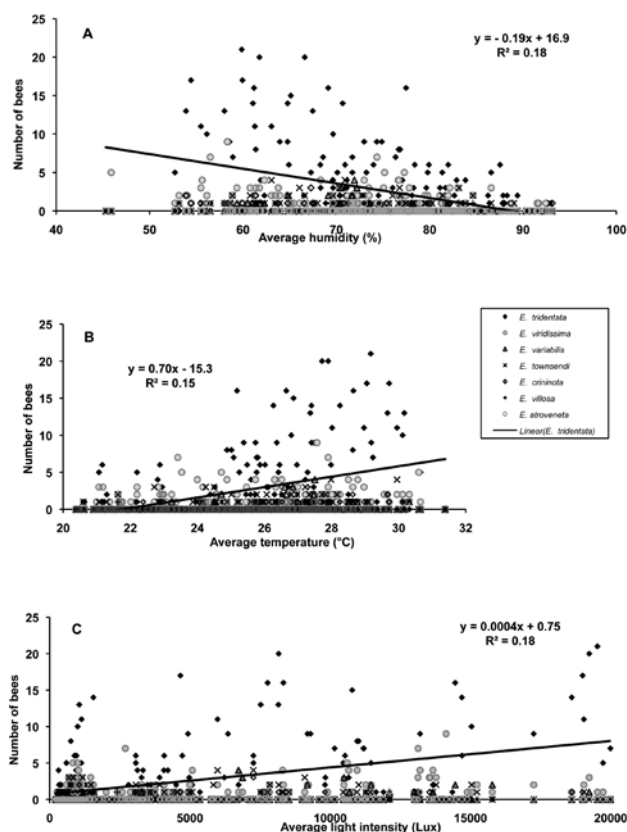 A
y = - 0.19x + 16.9
R² = 0.18
25
20
15
10
5
0
Number of bees
40 50 60 70 80 90 100
Average humidity (%)
B
y = 0.70x - 15.3
R² = 0.15
25
20
15
10
5
0
Number of bees
20 22 24 26 28 30 32
Average temperature (°C)
E. tridentata
E. viridissima
E. variabilis
E. townsendi
E. crininota
E. villosa
E. atroveneta
Linear(E. tridentata)
C
y = 0.0004x + 0.75
R² = 0.18
25
20
15
10
5
0
Number of bees
0 5000 10000 15000 20000
Average light intensity (Lux)